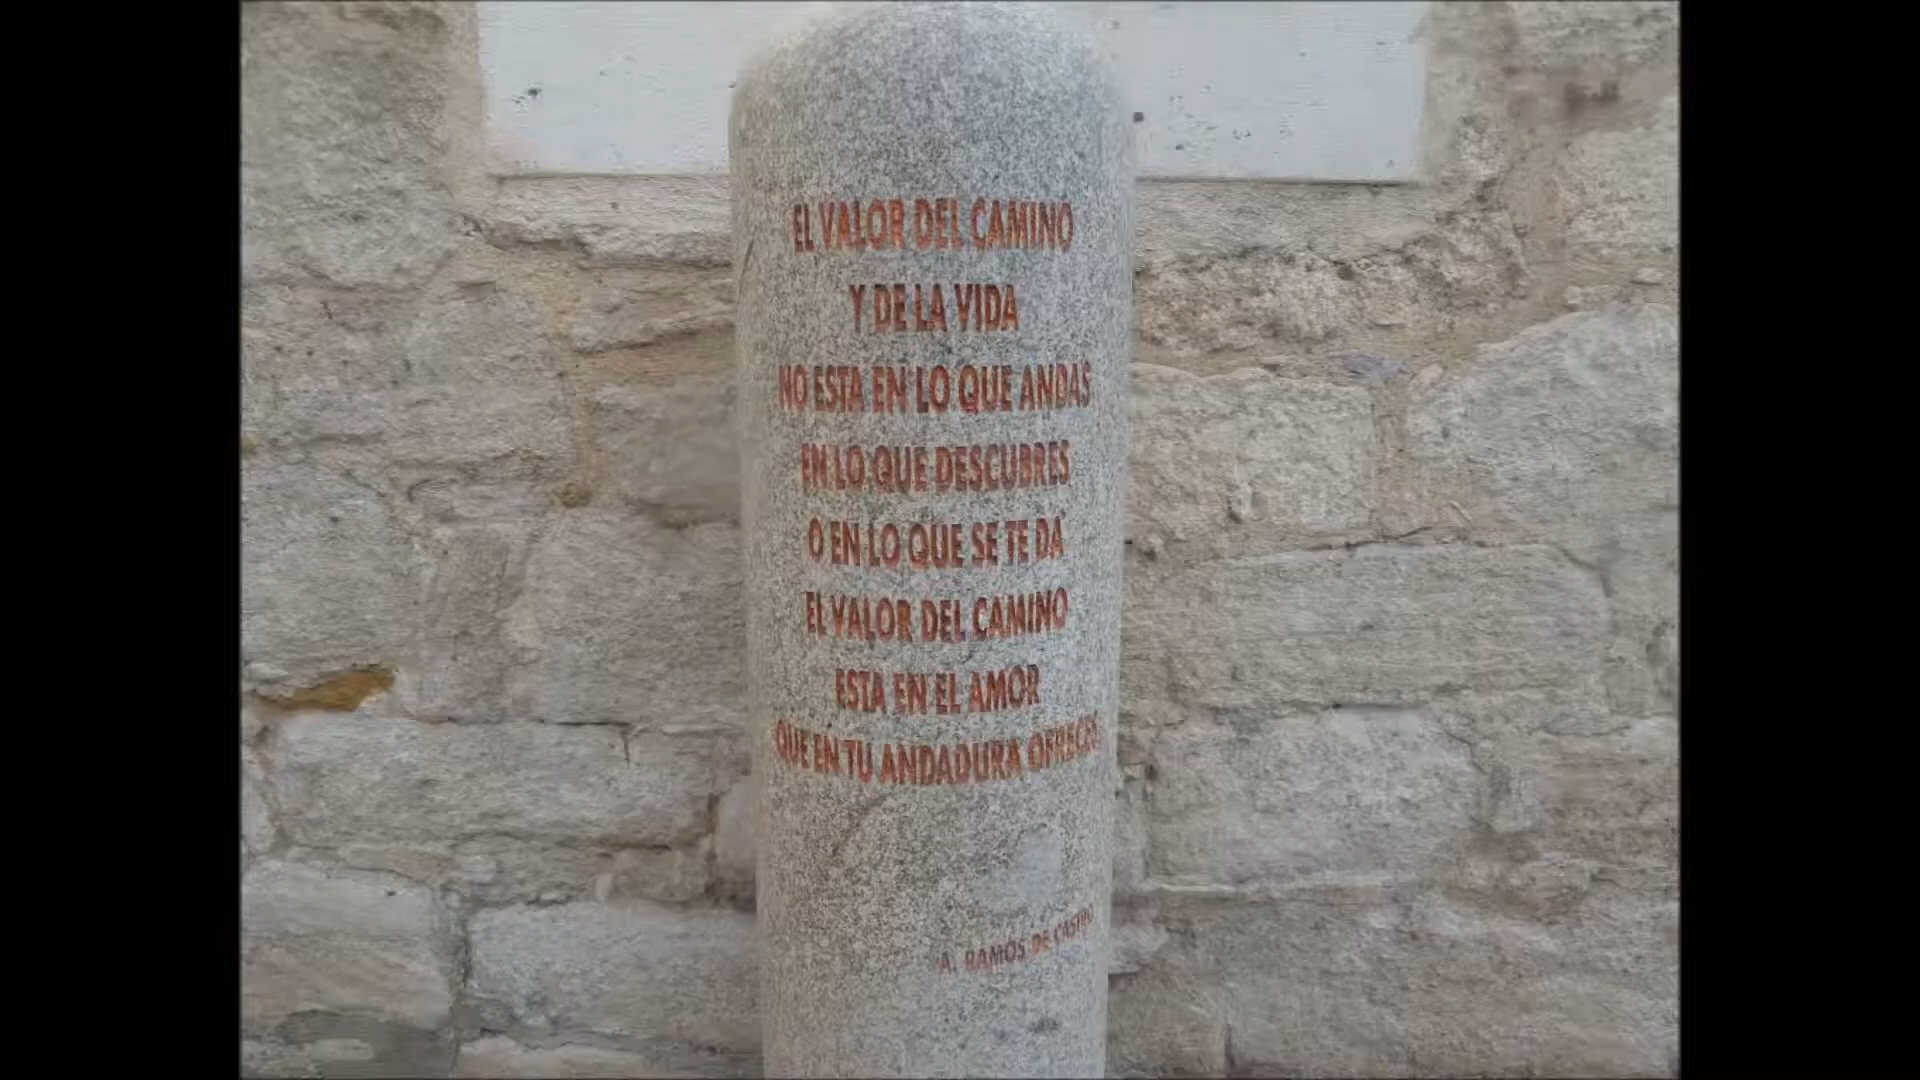 EL VALOR DEL CAMINO
Y DE LA VIDA
NO ESTA EN LO QUE ANDAS
EN LO QUE DESCUBRES
O EN LO QUE SE TE DA
EL VALOR DEL CAMINO
ESTA EN EL AMOR
QUE EN TU ANDADURA OFRECES
A. RAMOS DE CASTRO